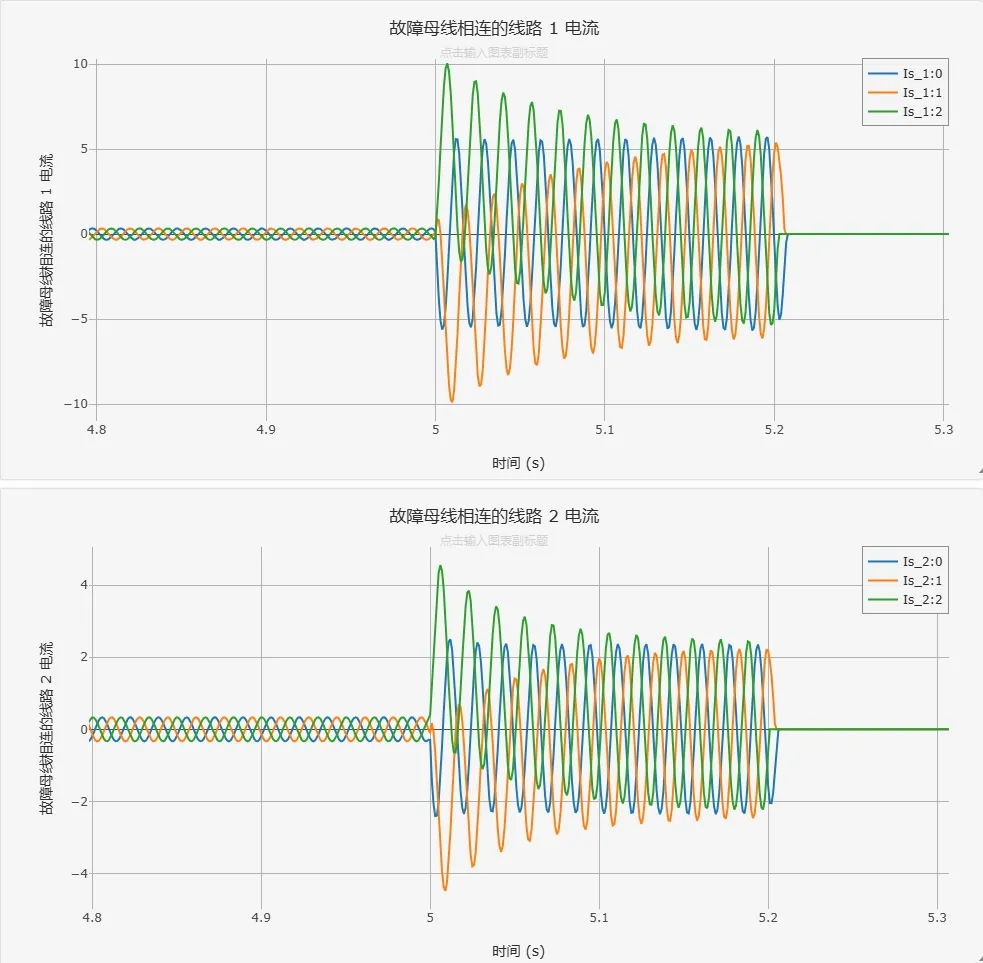 故障母线相连的线路 1 电流
点击输入图表副标题
Is_1:0
Is_1:1
Is_1:2
故障母线相连的线路 1 电流
10
5
0
−5
−10
4.8
4.9
5
5.1
5.2
5.3
时间 (s)
故障母线相连的线路 2 电流
点击输入图表副标题
Is_2:0
Is_2:1
Is_2:2
故障母线相连的线路 2 电流
4
2
0
−2
−4
4.8
4.9
5
5.1
5.2
5.3
时间 (s)